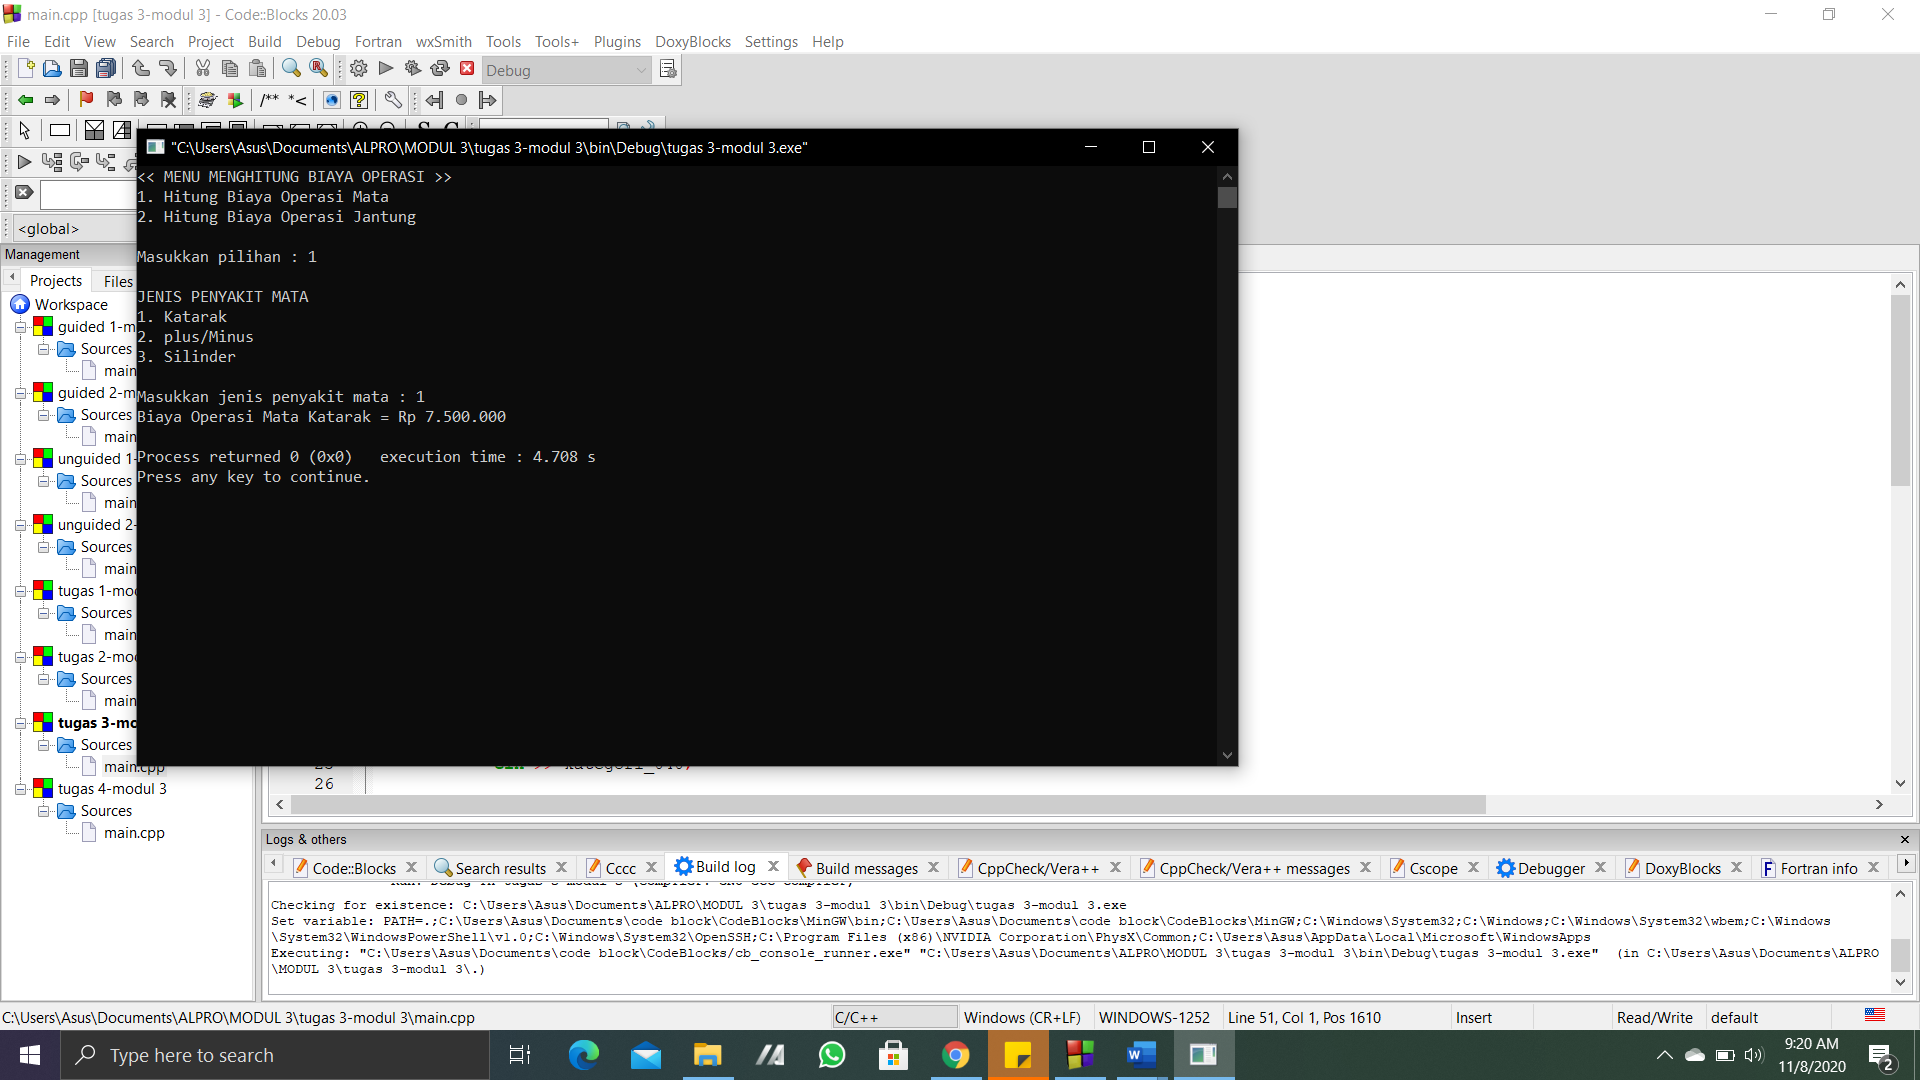 main.cpp [tugas 3-modul 3] - Code::Blocks 20.03
File Edit View Search Project Build Debug Fortran wxSmith Tools Tools+ Plugins DoxyBlocks Settings Help
Debug
/** *<
"C:\Users\Asus\Documents\ALPRO\MODUL 3\tugas 3-modul 3\bin\Debug\tugas 3-modul 3.exe"
<< MENU MENGHITUNG BIAYA OPERASI >>
1. Hitung Biaya Operasi Mata
2. Hitung Biaya Operasi Jantung
Masukkan pilihan : 1
JENIS PENYAKIT MATA
1. Katarak
2. plus/Minus
3. Silinder
Masukkan jenis penyakit mata : 1
Biaya Operasi Mata Katarak = Rp 7.500.000
Process returned 0 (0x0)   execution time : 4.708 s
Press any key to continue.
<global>
Management
Projects Files
Workspace
guided 1-m
Sources
main
guided 2-m
Sources
main
unguided 1-
Sources
main
unguided 2-
Sources
main
tugas 1-mo
Sources
main
tugas 2-mo
Sources
main
tugas 3-mo
Sources
main.cpp
tugas 4-modul 3
Sources
main.cpp
26
Logs & others
Code::Blocks Search results Cccc Build log Build messages CppCheck/Vera++ CppCheck/Vera++ messages Cscope Debugger DoxyBlocks Fortran info
Checking for existence: C:\Users\Asus\Documents\ALPRO\MODUL 3\tugas 3-modul 3\bin\Debug\tugas 3-modul 3.exe
Set variable: PATH=.;C:\Users\Asus\Documents\code block\CodeBlocks\MinGW\bin;C:\Users\Asus\Documents\code block\CodeBlocks\MinGW;C:\Windows\System32;C:\Windows;C:\Windows\System32\wbem;C:\Windows
\System32\WindowsPowerShell\v1.0;C:\Windows\System32\OpenSSH;C:\Program Files (x86)\NVIDIA Corporation\PhysX\Common;C:\Users\Asus\AppData\Local\Microsoft\WindowsApps
Executing: "C:\Users\Asus\Documents\code block\CodeBlocks/cb_console_runner.exe" "C:\Users\Asus\Documents\ALPRO\MODUL 3\tugas 3-modul 3\bin\Debug\tugas 3-modul 3.exe"  (in C:\Users\Asus\Documents\ALPRO
\MODUL 3\tugas 3-modul 3\.)
C:\Users\Asus\Documents\ALPRO\MODUL 3\tugas 3-modul 3\main.cpp C/C++ Windows (CR+LF) WINDOWS-1252 Line 51, Col 1, Pos 1610 Insert Read/Write default
Type here to search
9:20 AM
11/8/2020
2